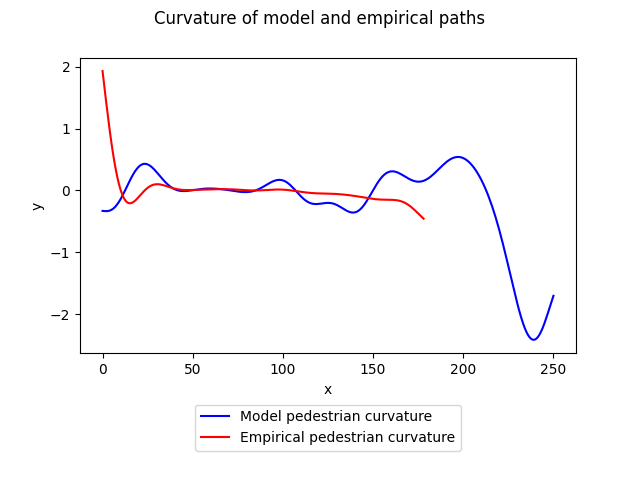 Curvature of model and empirical paths
2
1
0
−1
−2
y
0 50 100 150 200 250
x
Model pedestrian curvature
Empirical pedestrian curvature